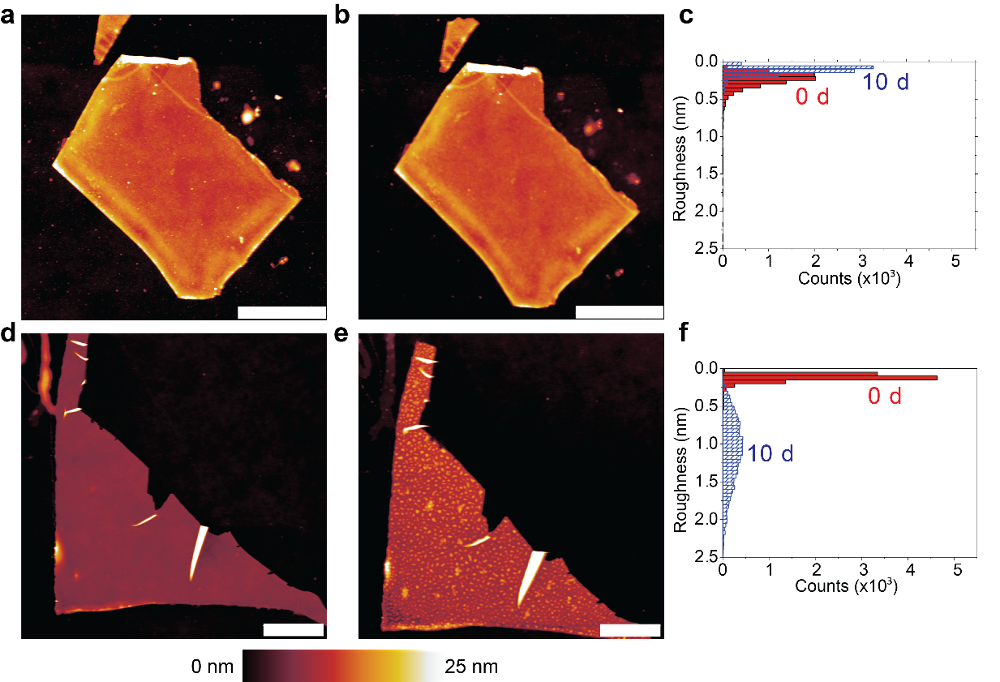 a
b
c
0.0
0.5
1.0
1.5
2.0
2.5
Roughness (nm)
10 d
0 d
0 1 2 3 4 5
Counts (x10³)
d
e
f
0.0
0.5
1.0
1.5
2.0
2.5
Roughness (nm)
0 d
10 d
0 1 2 3 4 5
Counts (x10³)
0 nm 25 nm